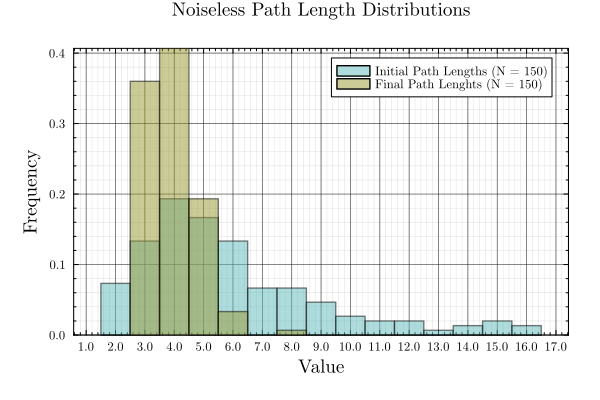 Noiseless Path Length Distributions
Initial Path Lengths (N = 150)
Final Path Lenghts (N = 150)
Frequency
0.4
0.3
0.2
0.1
0.0
1.0 2.0 3.0 4.0 5.0 6.0 7.0 8.0 9.0 10.0 11.0 12.0 13.0 14.0 15.0 16.0 17.0
Value